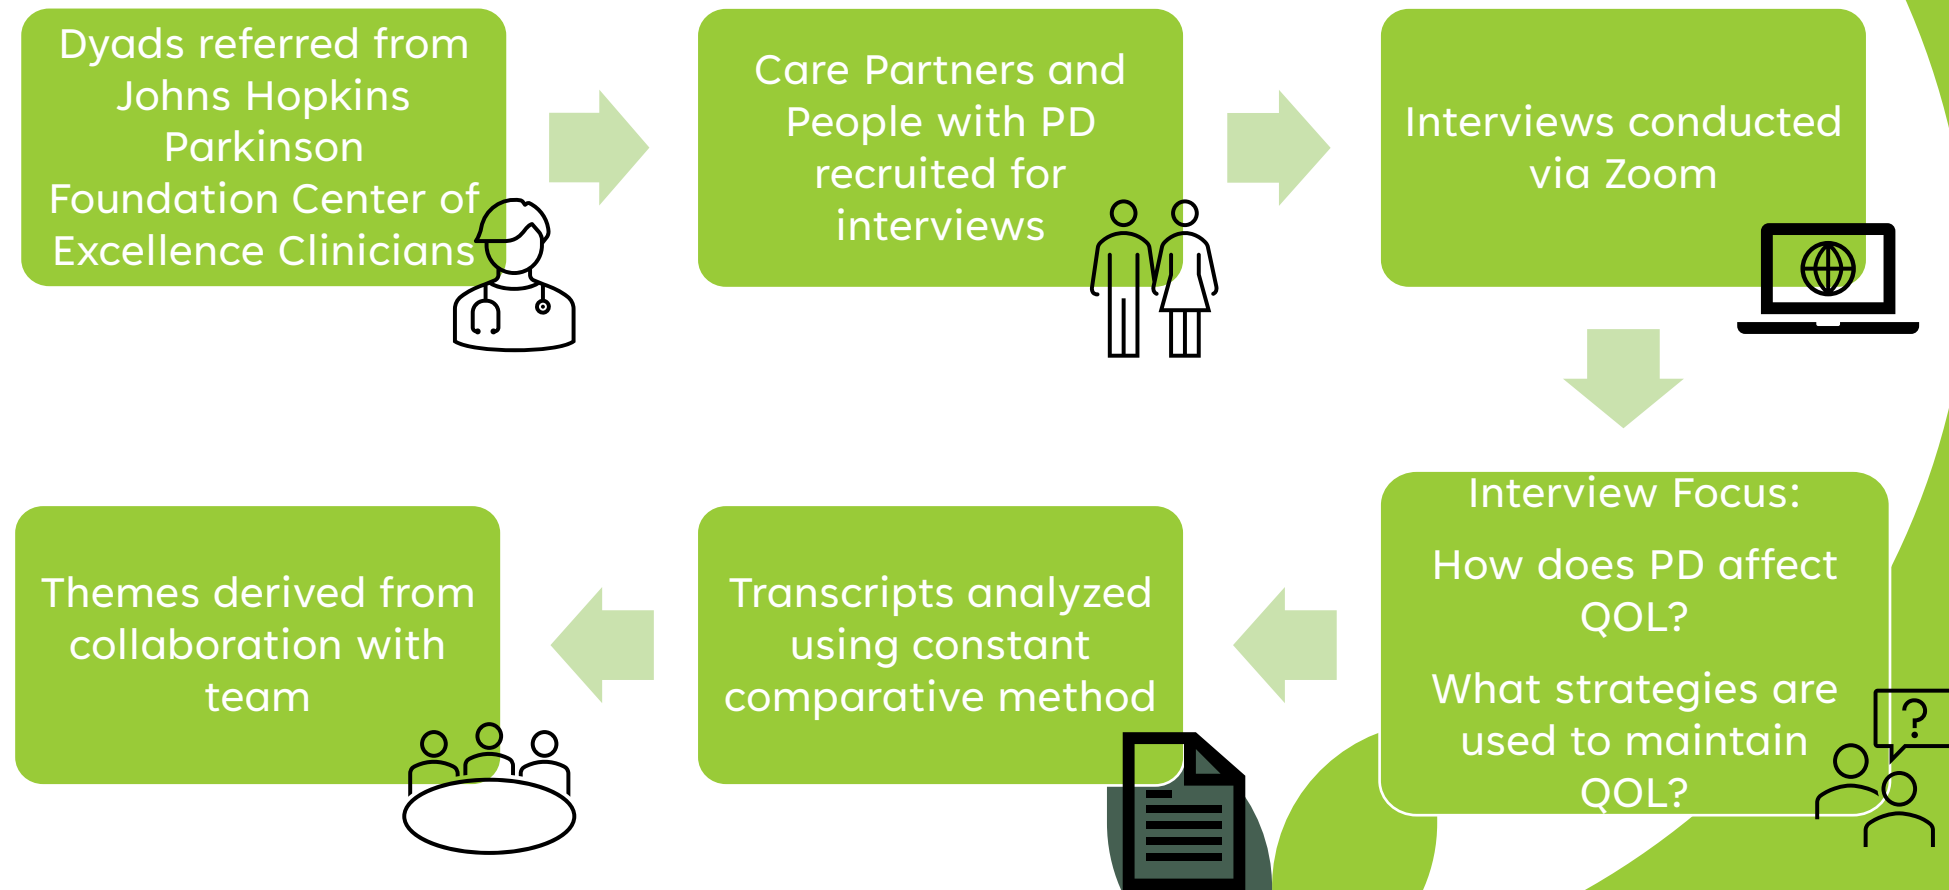 Dyads referred from
Johns Hopkins
Parkinson
Foundation Center of
Excellence Clinicians
Care Partners and
People with PD
recruited for
interviews
Interviews conducted
via Zoom
Interview Focus:
How does PD affect
QOL?
What strategies are
used to maintain
QOL?
?
Transcripts analyzed
using constant
comparative method
Themes derived from
collaboration with
team